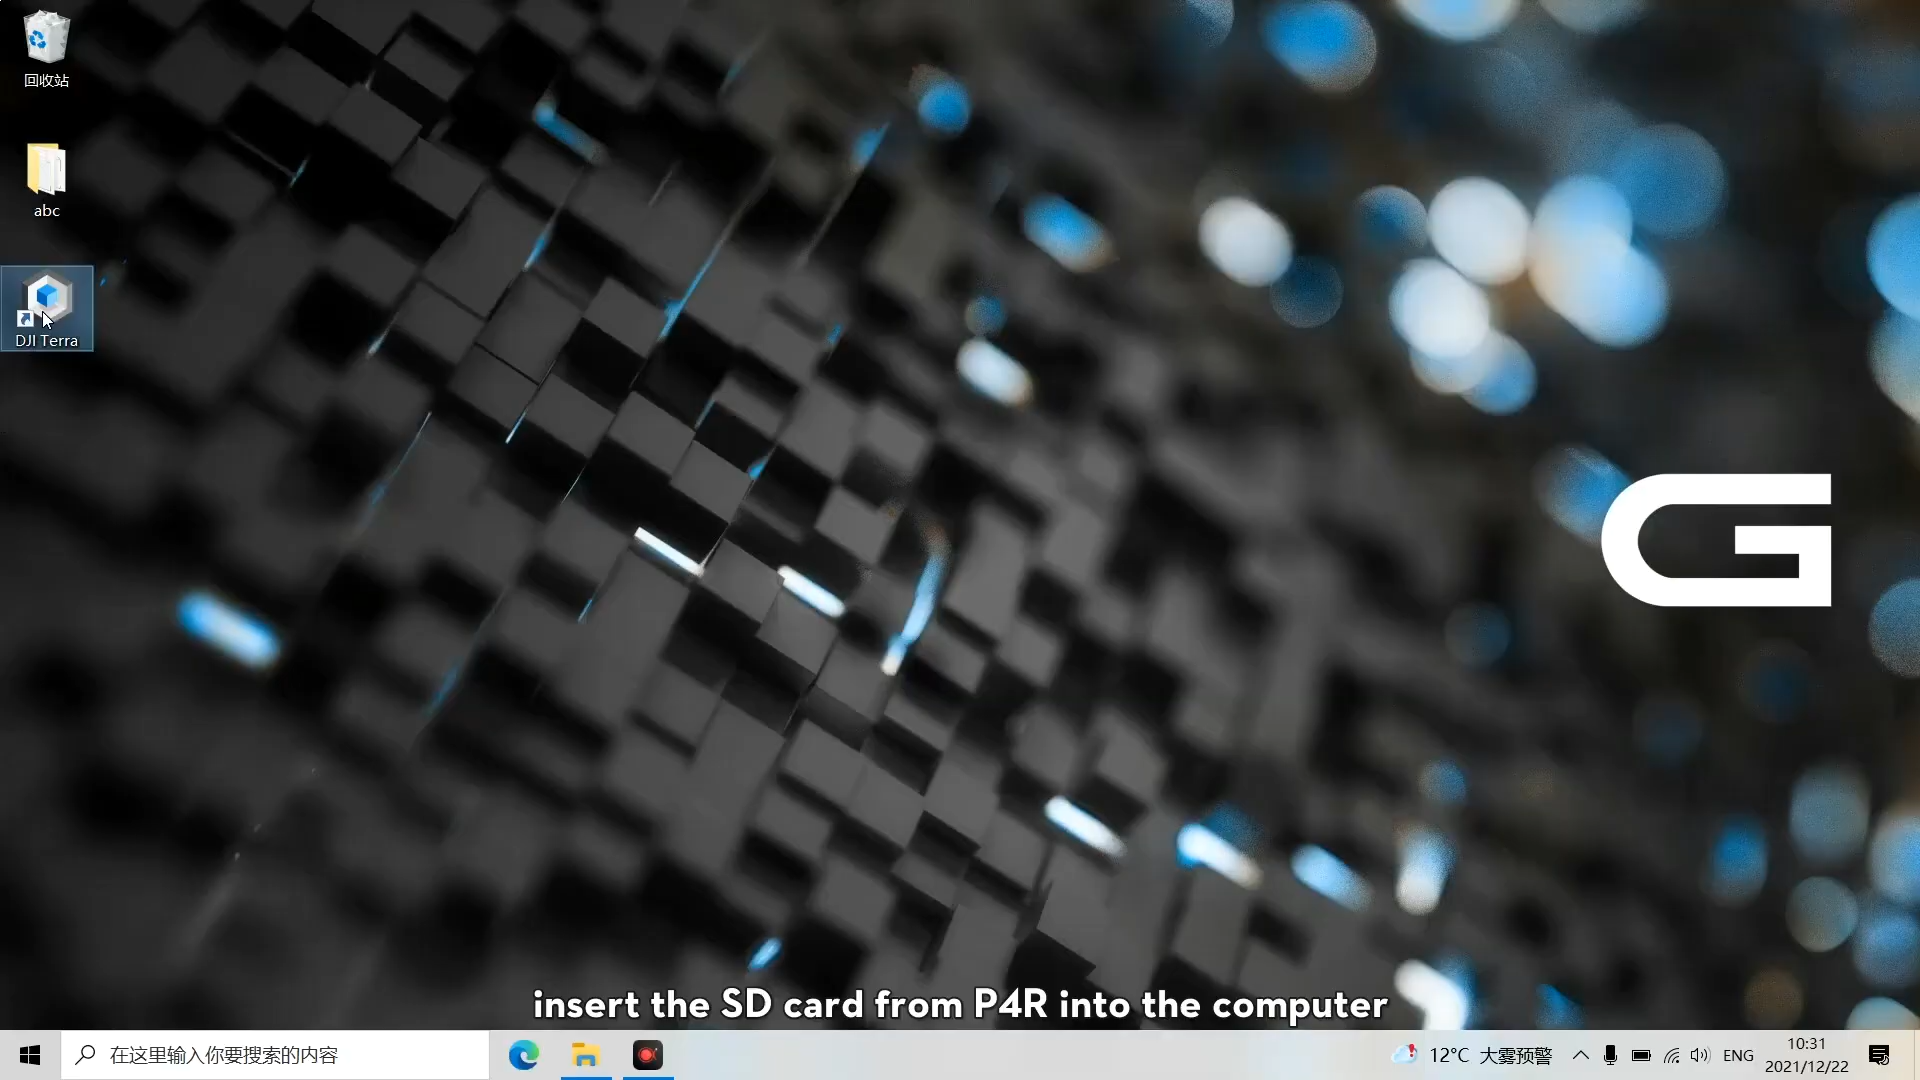 回收站
abc
DJI Terra
G
insert the SD card from P4R into the computer
在这里输入你要搜索的内容
12°C 大雾预警
ENG
10:31
2021/12/22